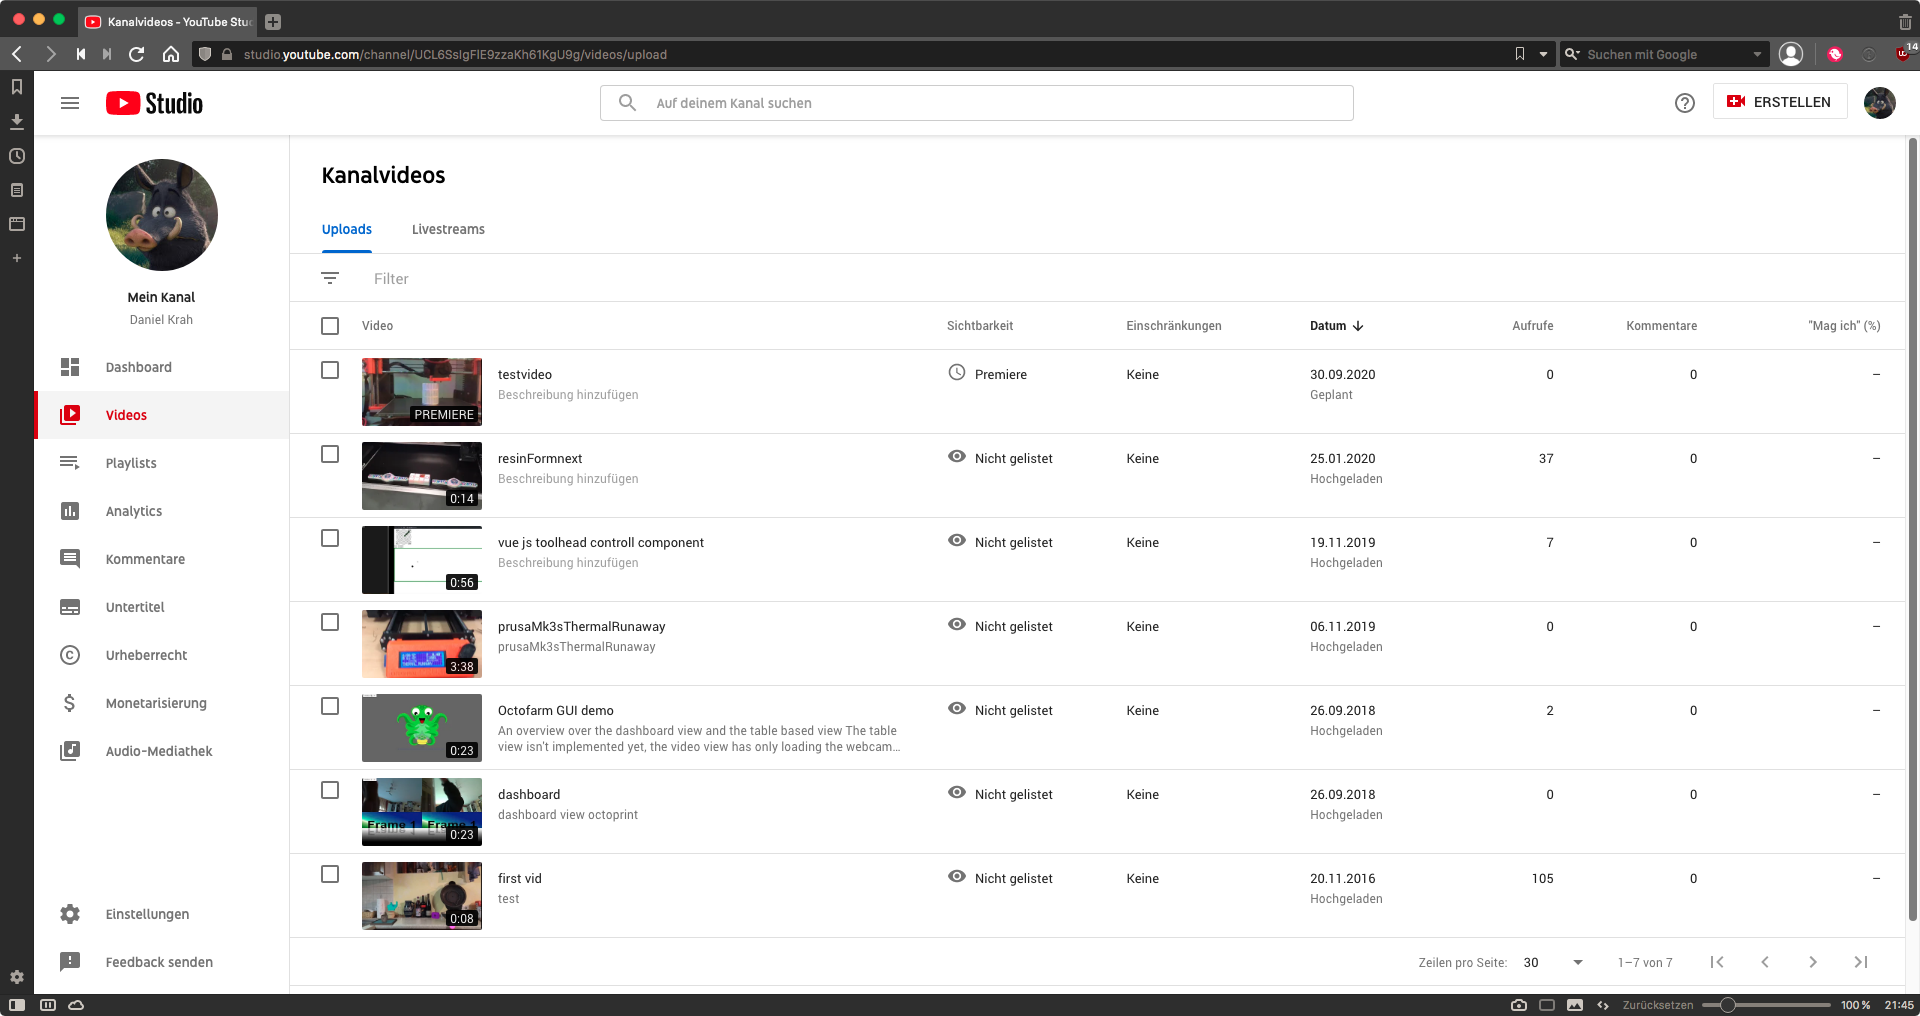 Kanalvideos - YouTube Stu
studio.youtube.com/channel/UCL6SsIgFlE9zzaKh61KgU9g/videos/upload
Suchen mit Google
14
Studio
Auf deinem Kanal suchen
ERSTELLEN
Mein Kanal
Daniel Krah
Dashboard
Videos
Playlists
Analytics
Kommentare
Untertitel
Urheberrecht
Monetarisierung
Audio-Mediathek
Einstellungen
Feedback senden
Kanalvideos
Uploads Livestreams
Filter
Video Sichtbarkeit Einschränkungen Datum Aufrufe Kommentare "Mag ich" (%)
testvideo Premiere Keine 30.09.2020 0 0 –
Beschreibung hinzufügen Geplant
PREMIERE
resinFormnext Nicht gelistet Keine 25.01.2020 37 0 –
Beschreibung hinzufügen Hochgeladen
0:14
vue js toolhead controll component Nicht gelistet Keine 19.11.2019 7 0 –
Beschreibung hinzufügen Hochgeladen
0:56
prusaMk3sThermalRunaway Nicht gelistet Keine 06.11.2019 0 0 –
prusaMk3sThermalRunaway Hochgeladen
3:38
Octofarm GUI demo Nicht gelistet Keine 26.09.2018 2 0 –
An overview over the dashboard view and the table based view The table Hochgeladen
view isn't implemented yet, the video view has only loading the webcam...
0:23
dashboard Nicht gelistet Keine 26.09.2018 0 0 –
dashboard view octoprint Hochgeladen
Frame 1 Frame 1
0:23
first vid Nicht gelistet Keine 20.11.2016 105 0 –
test Hochgeladen
0:08
Zeilen pro Seite: 30 1–7 von 7
Zurücksetzen 100 % 21:45